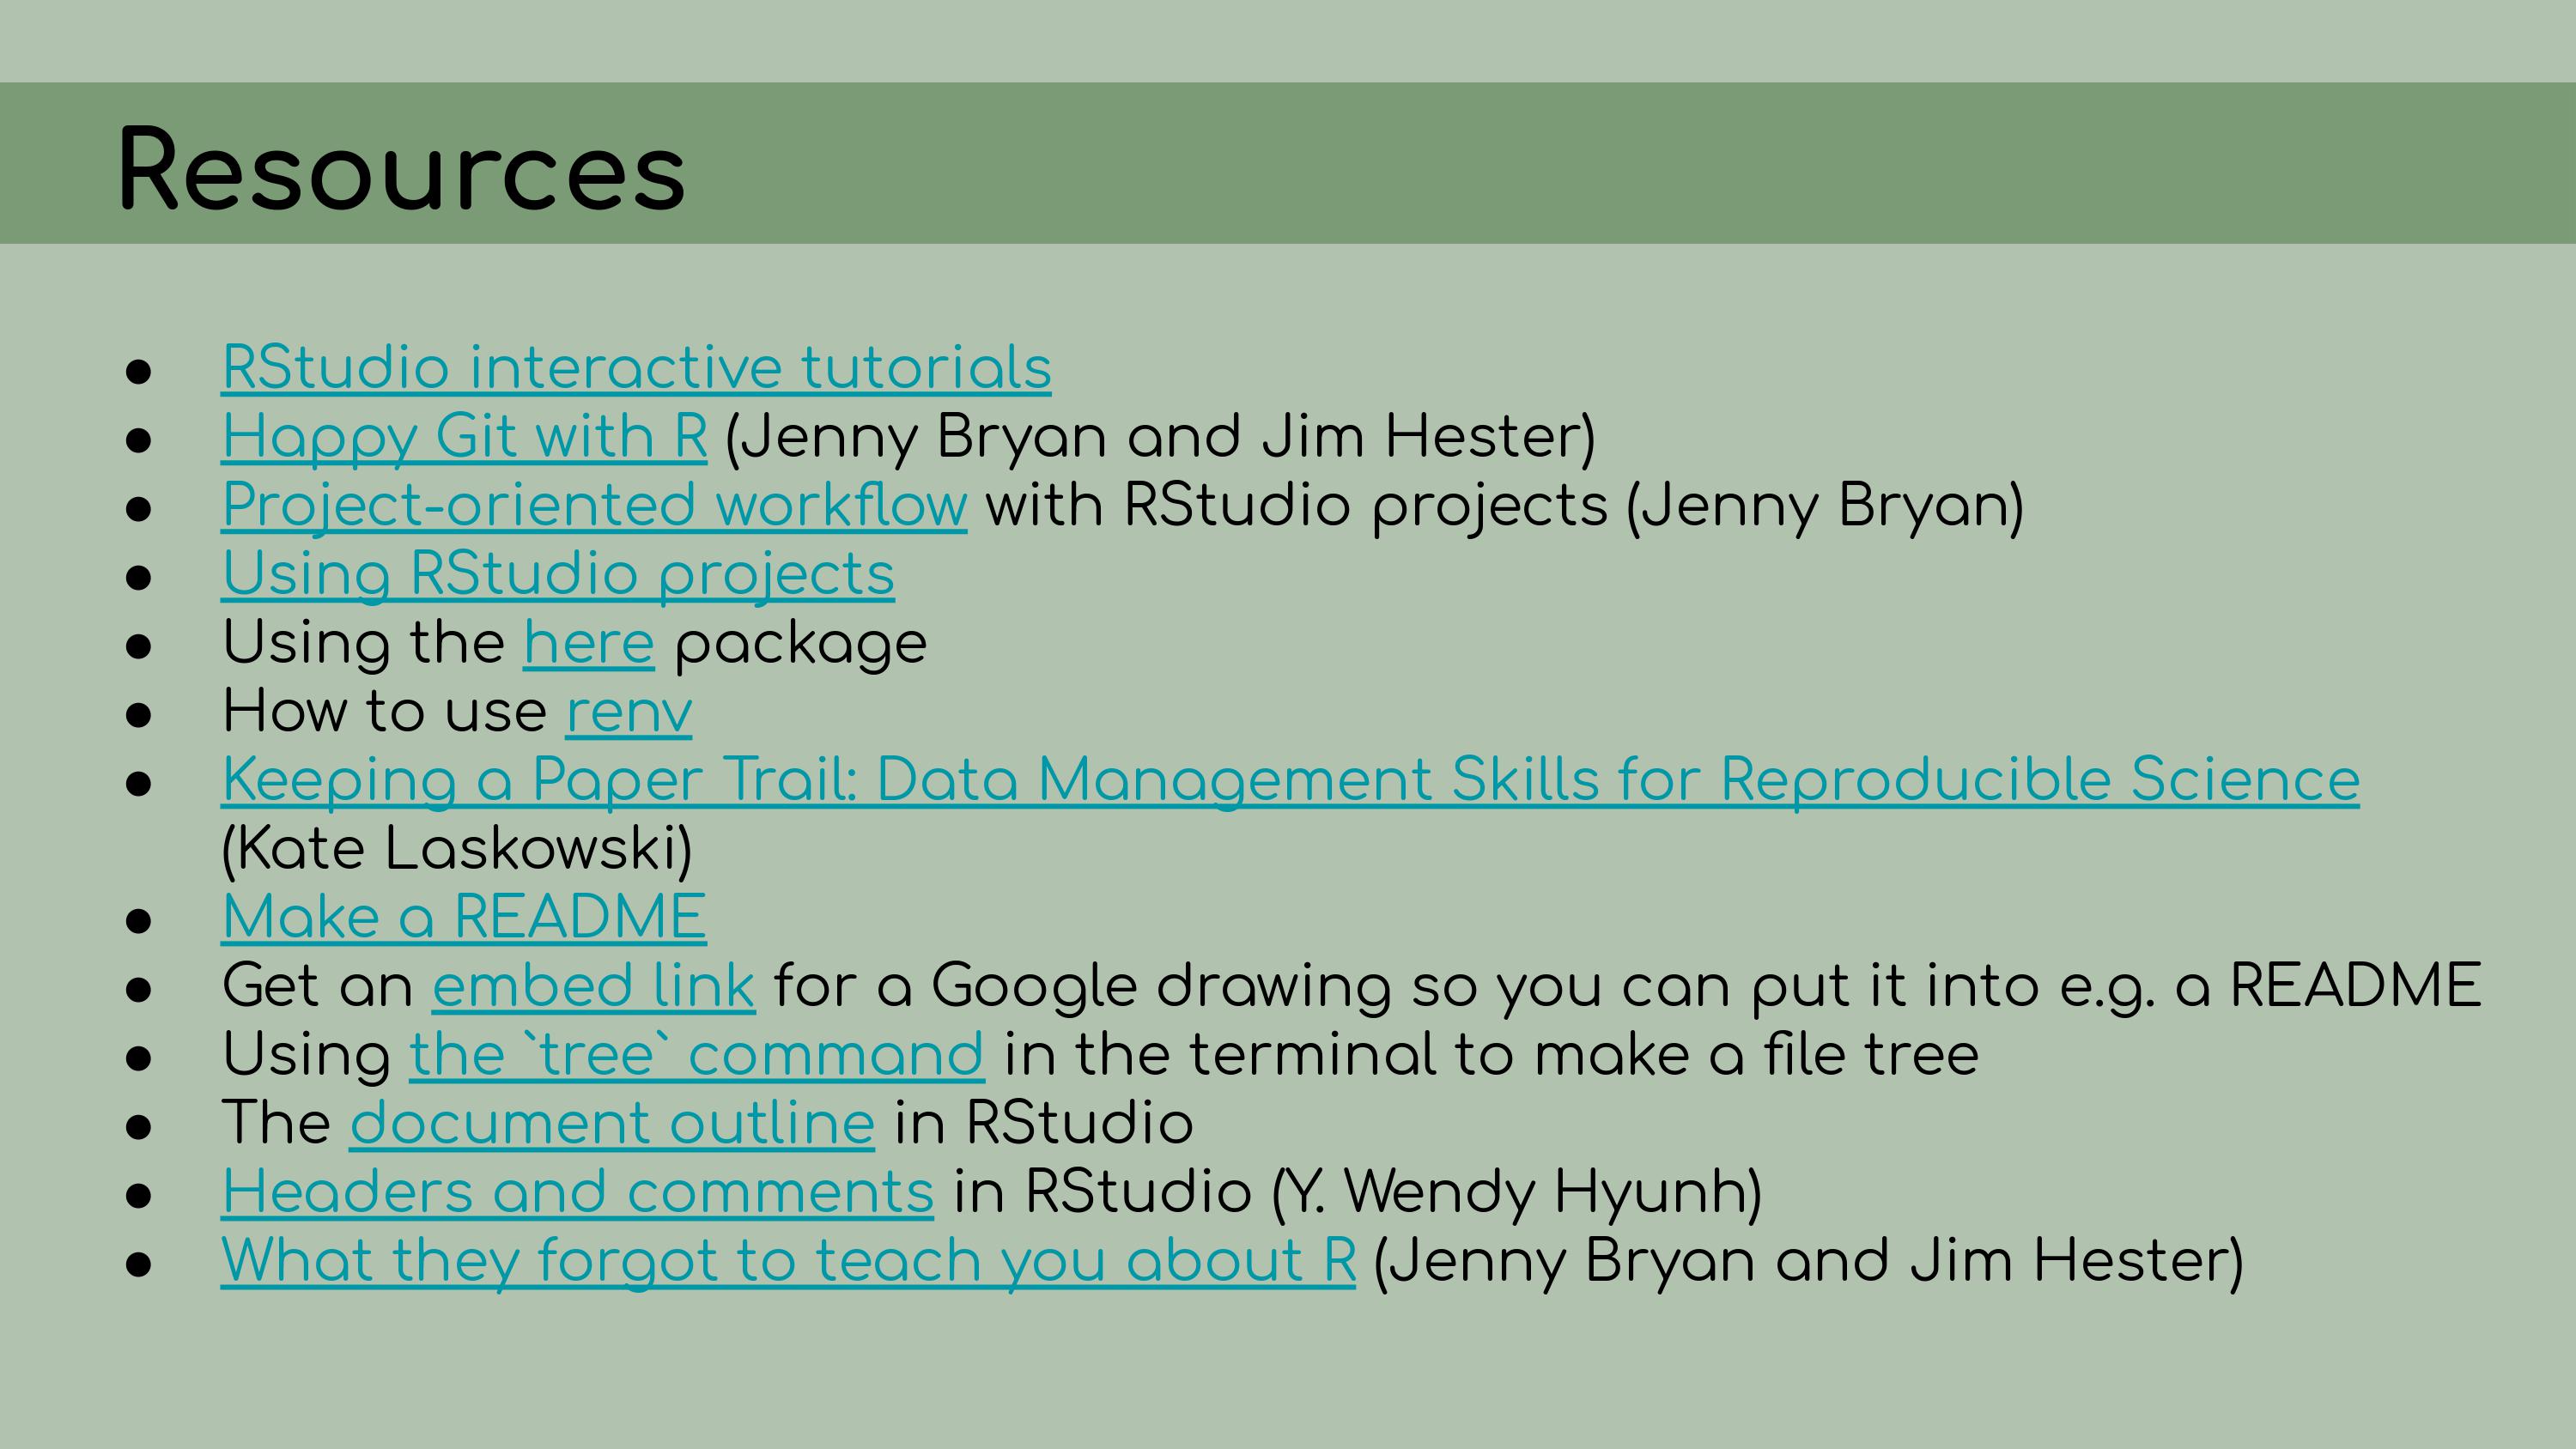 Resources
● RStudio interactive tutorials
● Happy Git with R (Jenny Bryan and Jim Hester)
● Project-oriented workflow with RStudio projects (Jenny Bryan)
● Using RStudio projects
● Using the here package
● How to use renv
● Keeping a Paper Trail: Data Management Skills for Reproducible Science
(Kate Laskowski)
● Make a README
● Get an embed link for a Google drawing so you can put it into e.g. a README
● Using the `tree` command in the terminal to make a file tree
● The document outline in RStudio
● Headers and comments in RStudio (Y. Wendy Hyunh)
● What they forgot to teach you about R (Jenny Bryan and Jim Hester)